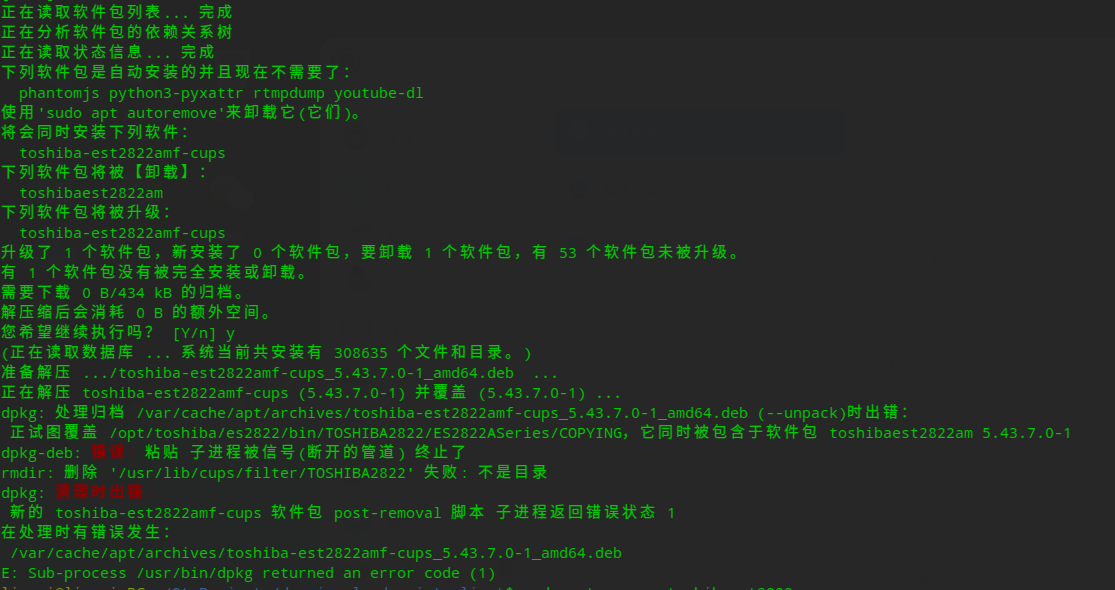 正在读取软件包列表... 完成
正在分析软件包的依赖关系树
正在读取状态信息... 完成
下列软件包是自动安装的并且现在不需要了：
phantomjs python3-pyxattr rtmpdump youtube-dl
使用'sudo apt autoremove'来卸载它(它们)。
将会同时安装下列软件：
toshiba-est2822amf-cups
下列软件包将被【卸载】：
toshibaest2822am
下列软件包将被升级：
toshiba-est2822amf-cups
升级了 1 个软件包，新安装了 0 个软件包，要卸载 1 个软件包，有 53 个软件包未被升级。
有 1 个软件包没有被完全安装或卸载。
需要下载 0 B/434 kB 的归档。
解压缩后会消耗 0 B 的额外空间。
您希望继续执行吗？ [Y/n] y
(正在读取数据库 ... 系统当前共安装有 308635 个文件和目录。)
准备解压 .../toshiba-est2822amf-cups_5.43.7.0-1_amd64.deb ...
正在解压 toshiba-est2822amf-cups (5.43.7.0-1) 并覆盖 (5.43.7.0-1) ...
dpkg: 处理归档 /var/cache/apt/archives/toshiba-est2822amf-cups_5.43.7.0-1_amd64.deb (--unpack)时出错：
正试图覆盖 /opt/toshiba/es2822/bin/TOSHIBA2822/ES2822ASeries/COPYING，它同时被包含于软件包 toshibaest2822am 5.43.7.0-1
dpkg-deb: 错误 粘贴 子进程被信号(断开的管道) 终止了
rmdir: 删除 '/usr/lib/cups/filter/TOSHIBA2822' 失败: 不是目录
dpkg: 清理时出错
新的 toshiba-est2822amf-cups 软件包 post-removal 脚本 子进程返回错误状态 1
在处理时有错误发生：
/var/cache/apt/archives/toshiba-est2822amf-cups_5.43.7.0-1_amd64.deb
E: Sub-process /usr/bin/dpkg returned an error code (1)